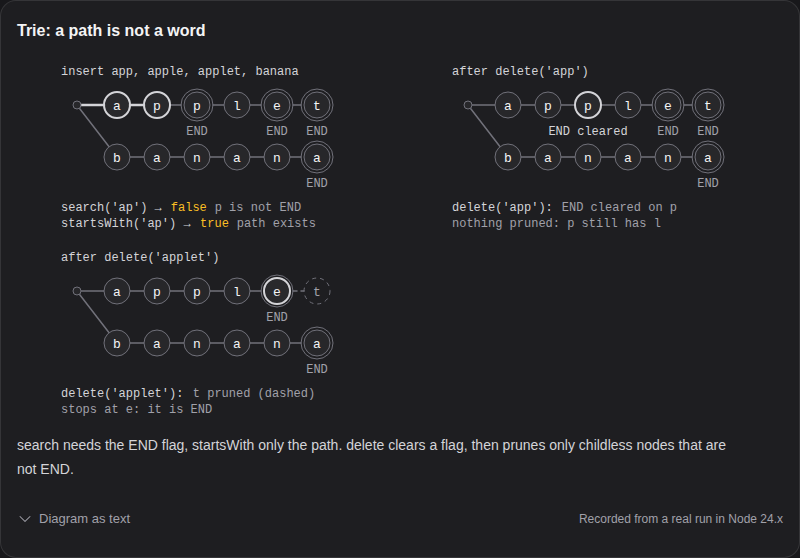 Trie: a path is not a word
insert app, apple, applet, banana
a p p l e t
END END END
b a n a n a
END
search('ap') → false p is not END
startsWith('ap') → true path exists
after delete('app')
a p p l e t
END cleared END END
b a n a n a
END
delete('app'): END cleared on p
nothing pruned: p still has l
after delete('applet')
a p p l e t
END
b a n a n a
END
delete('applet'): t pruned (dashed)
stops at e: it is END
search needs the END flag, startsWith only the path. delete clears a flag, then prunes only childless nodes that are
not END.
Diagram as text
Recorded from a real run in Node 24.x